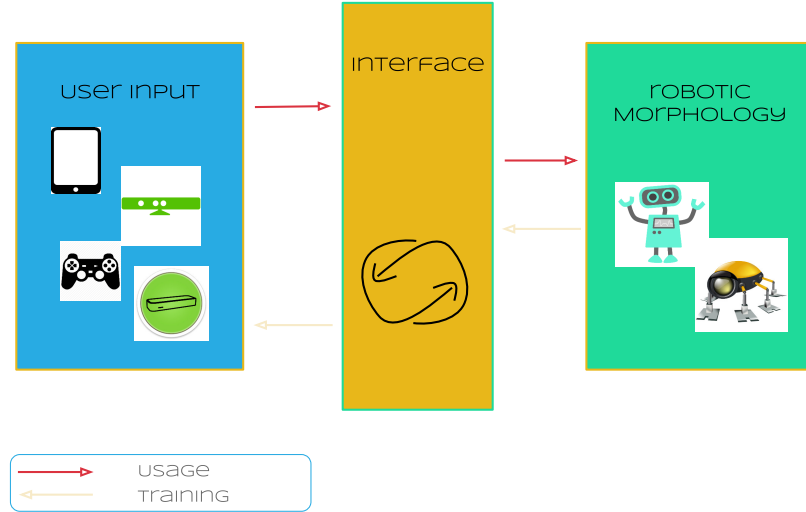 User Input
Interface
Robotic
Morphology
Usage
Training